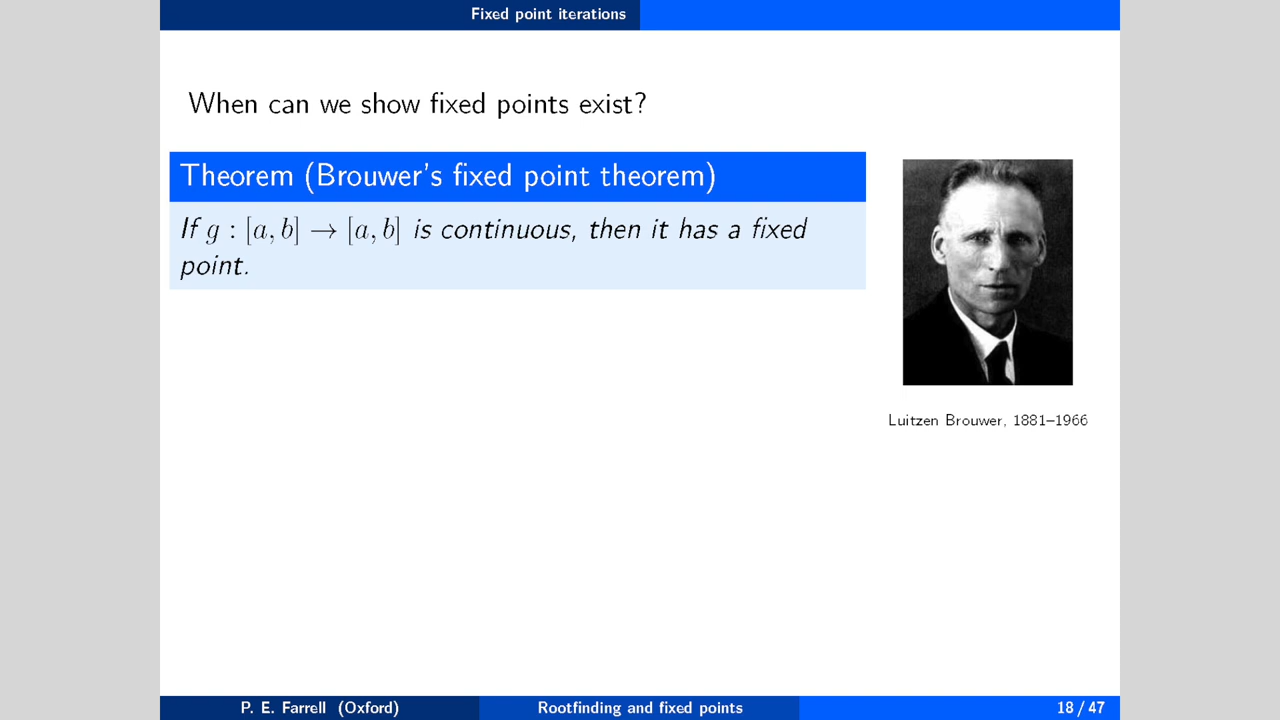 Fixed point iterations
When can we show fixed points exist?
Theorem (Brouwer's fixed point theorem)
If g : [a, b] → [a, b] is continuous, then it has a fixed
point.
Luitzen Brouwer, 1881–1966
P. E. Farrell (Oxford)
Rootfinding and fixed points
18 / 47